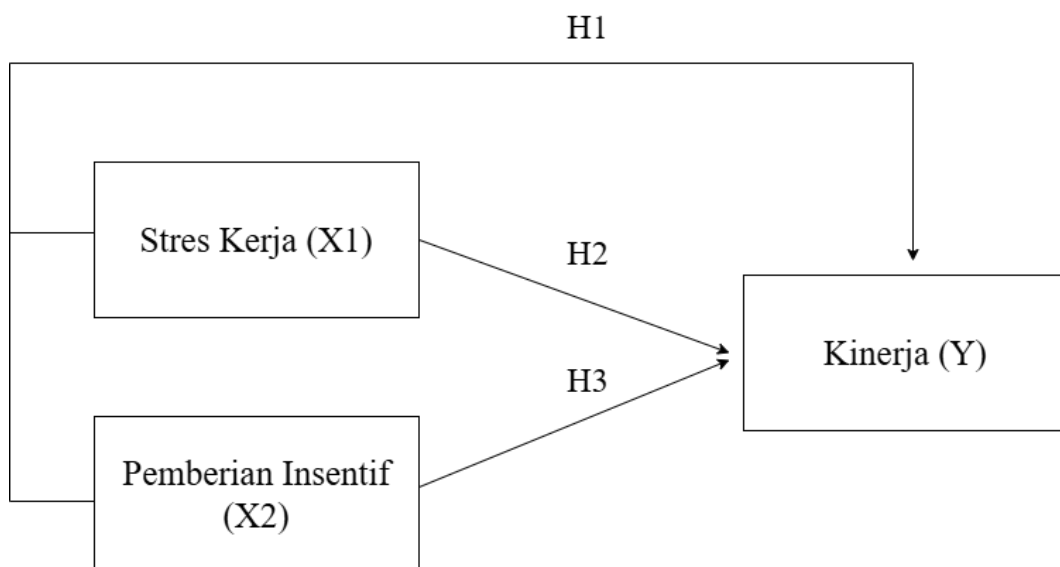 H1
Stres Kerja (X1)
H2
Kinerja (Y)
H3
Pemberian Insentif
(X2)